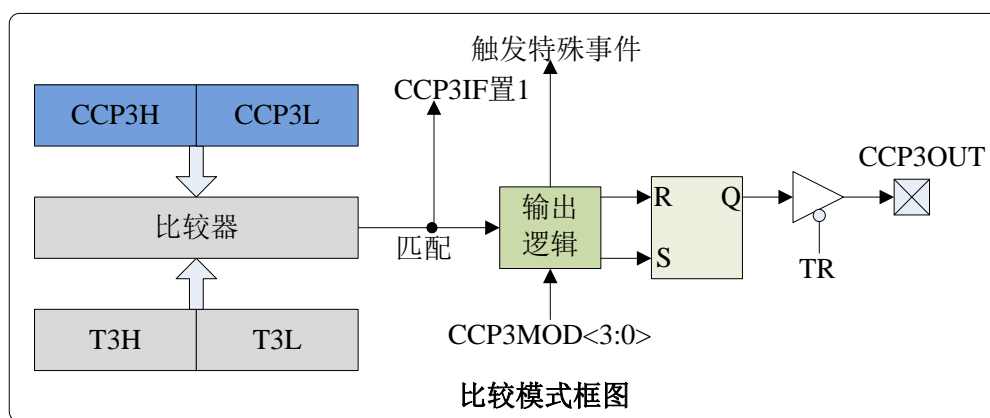 触发特殊事件
CCP3IF置1
CCP3H
CCP3L
CCP3OUT
比较器
匹配
输出
逻辑
R
Q
S
TR
T3H
T3L
CCP3MOD<3:0>
比较模式框图